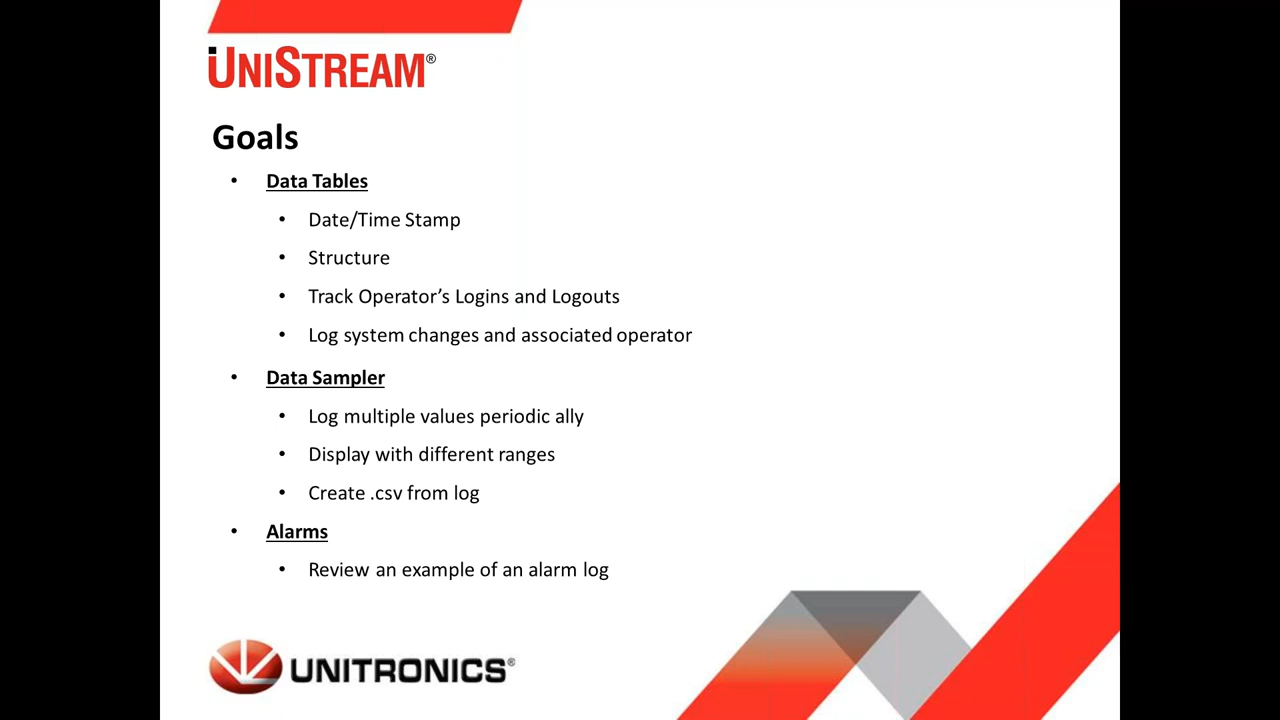 UNISTREAM®
Goals
• Data Tables
• Date/Time Stamp
• Structure
• Track Operator’s Logins and Logouts
• Log system changes and associated operator
• Data Sampler
• Log multiple values periodic ally
• Display with different ranges
• Create .csv from log
• Alarms
• Review an example of an alarm log
UNITRONICS®